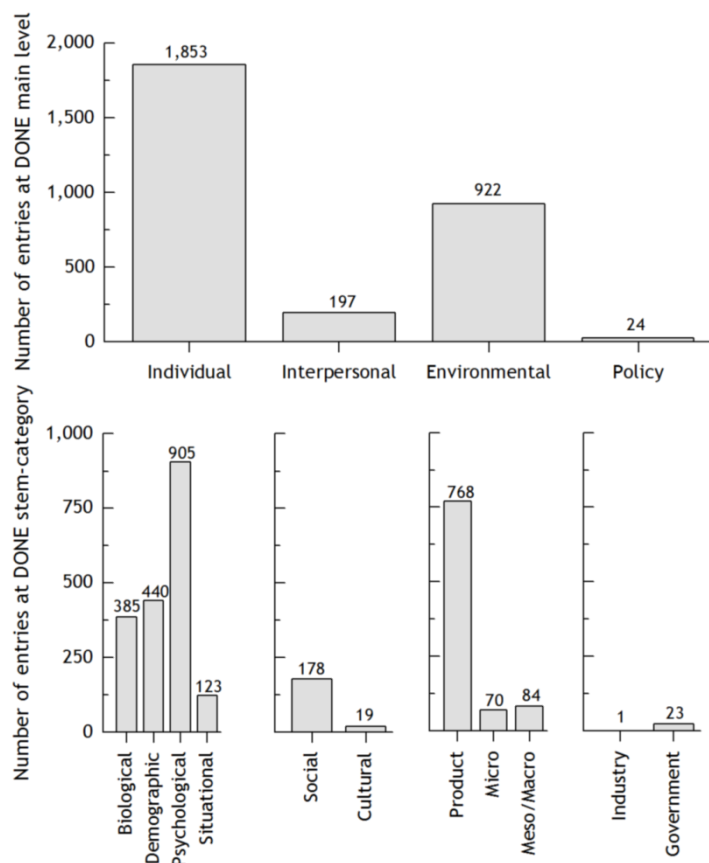 Number of entries at DONE main level
2,000
1,500
1,000
500
0
1,853
197
922
24
Individual
Interpersonal
Environmental
Policy
Number of entries at DONE stem-category
1,000
750
500
250
0
385
440
905
123
178
19
768
70
84
1
23
Biological
Demographic
Psychological
Situational
Social
Cultural
Product
Micro
Meso/Macro
Industry
Government